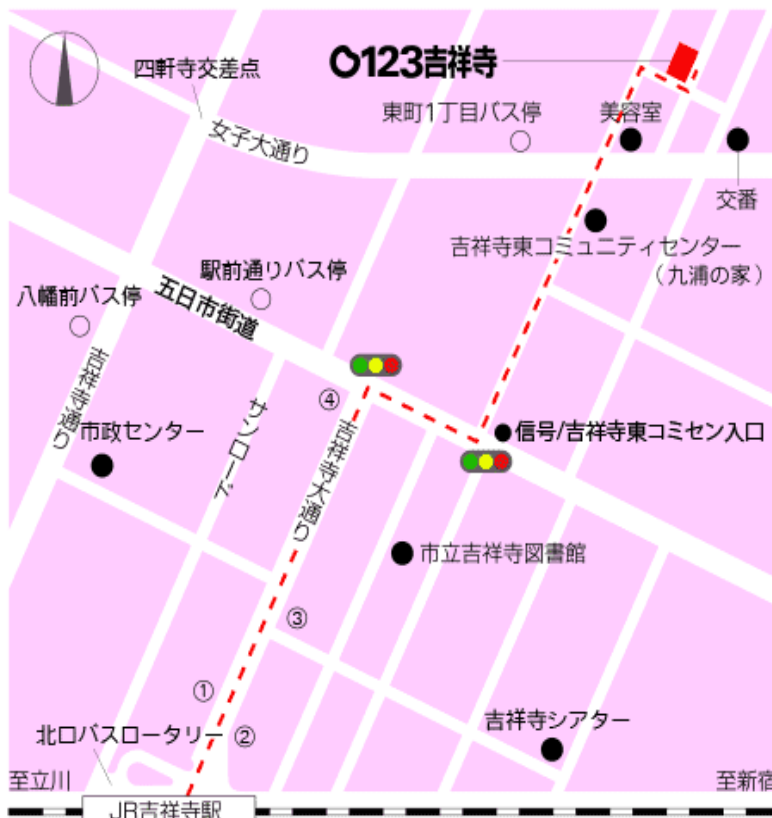 四軒寺交差点
0123吉祥寺
東町1丁目バス停
美容室
女子大通り
交番
吉祥寺東コミュニティセンター
（九浦の家）
駅前通りバス停
八幡前バス停
五日市街道
吉祥寺通り
④
市政センター
サンロード
吉祥寺大通り
信号/吉祥寺東コミセン入口
市立吉祥寺図書館
③
①
②
吉祥寺シアター
北口バスロータリー
至立川
至新宿
JR吉祥寺駅